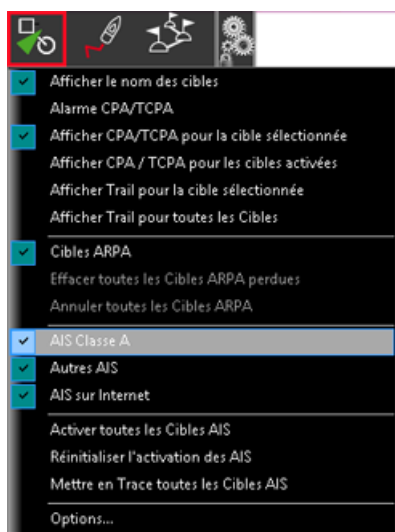 Afficher le nom des cibles
Alarme CPA/TCPA
Afficher CPA/TCPA pour la cible sélectionnée
Afficher CPA / TCPA pour les cibles activées
Afficher Trail pour la cible sélectionnée
Afficher Trail pour toutes les Cibles
Cibles ARPA
Effacer toutes les Cibles ARPA perdues
Annuler toutes les Cibles ARPA
AIS Classe A
Autres AIS
AIS sur Internet
Activer toutes les Cibles AIS
Réinitialiser l'activation des AIS
Mettre en Trace toutes les Cibles AIS
Options...